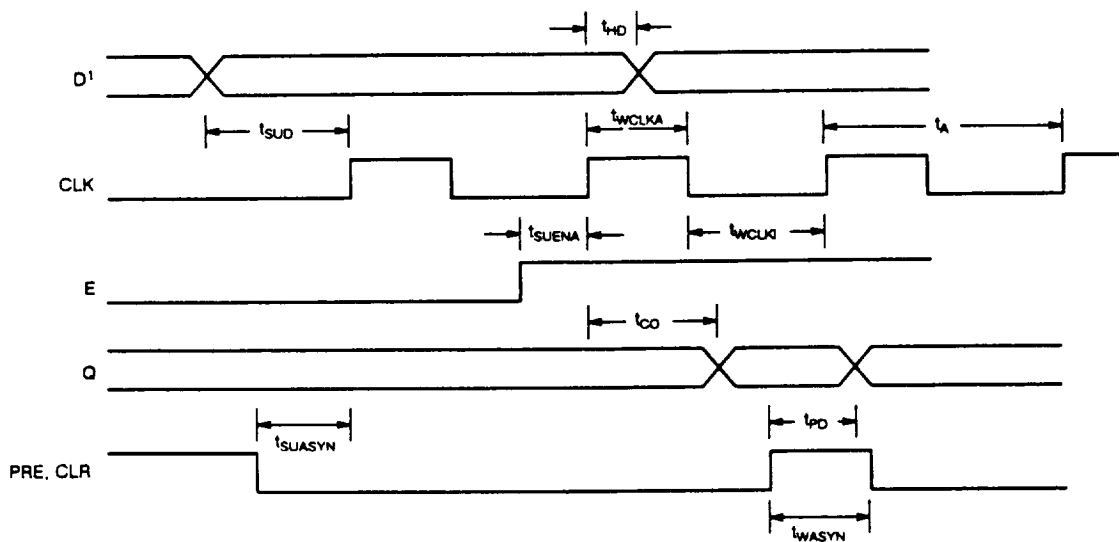 tHD
D¹
tSUD
tWCLKA
tA
CLK
tSUENA
tWCLKI
E
tCO
Q
tSUASYN
tPD
PRE, CLR
tWASYN